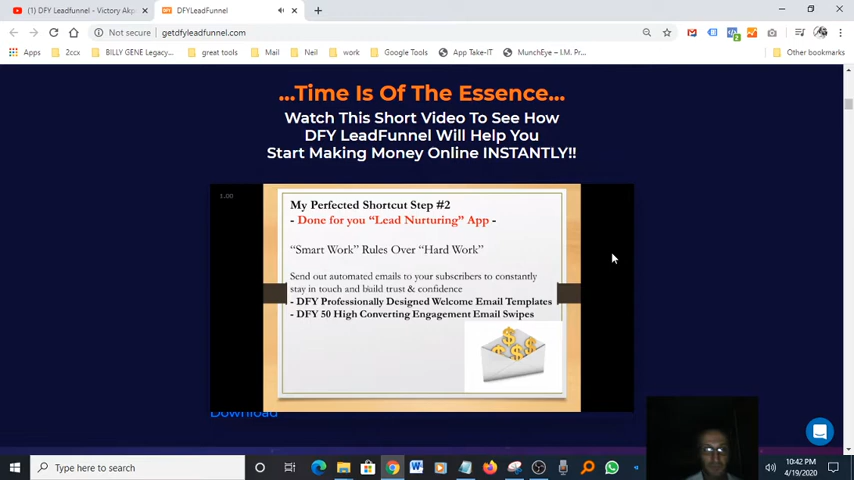 (1) DFY Leadfunnel - Victory Akp
DFYLeadFunnel
Not secure | getdfyleadfunnel.com
Apps
2ccx
BILLY GENE Legacy...
great tools
Mail
Neil
work
Google Tools
App Take-IT
MunchEye – I.M. Pr...
Other bookmarks
...Time Is Of The Essence...
Watch This Short Video To See How
DFY LeadFunnel Will Help You
Start Making Money Online INSTANTLY!!
1.00
My Perfected Shortcut Step #2
- Done for you “Lead Nurturing” App -
“Smart Work” Rules Over “Hard Work”
Send out automated emails to your subscribers to constantly
stay in touch and build trust & confidence
- DFY Professionally Designed Welcome Email Templates
- DFY 50 High Converting Engagement Email Swipes
Download
Type here to search
10:42 PM
4/19/2020